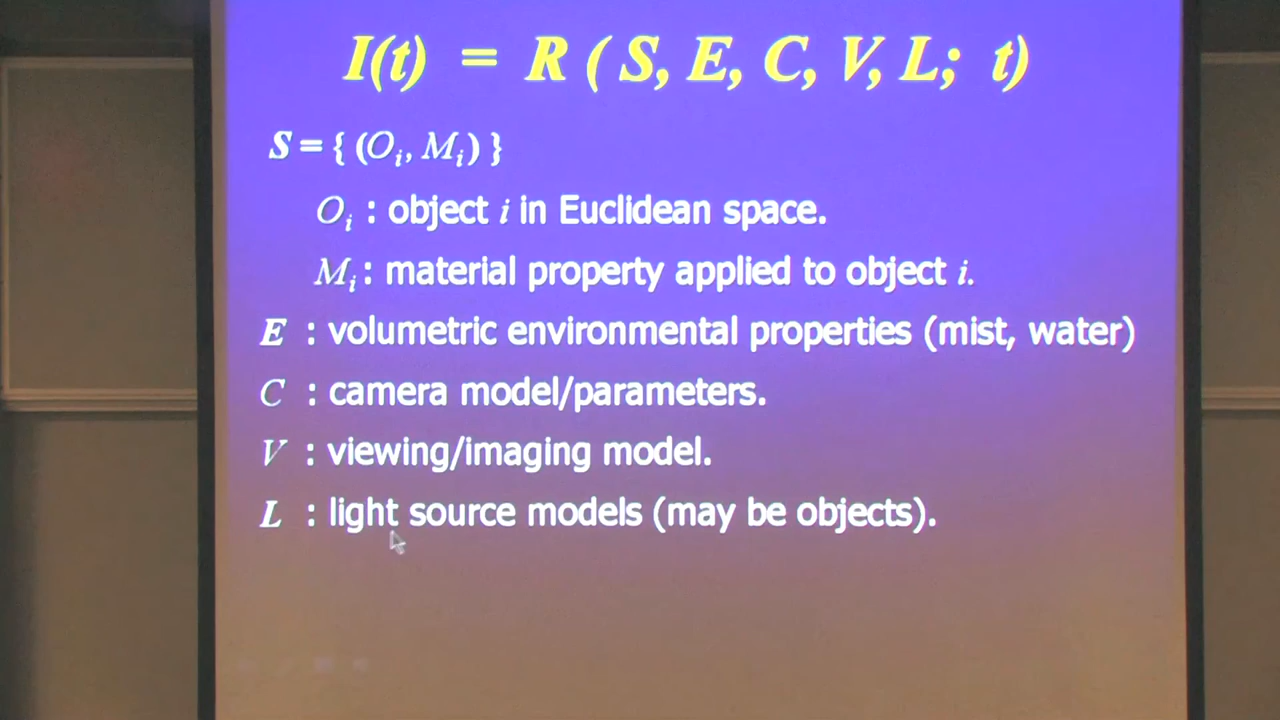 I(t) = R ( S, E, C, V, L; t)
S = { (Oi, Mi) }
Oi : object i in Euclidean space.
Mi : material property applied to object i.
E : volumetric environmental properties (mist, water)
C : camera model/parameters.
V : viewing/imaging model.
L : light source models (may be objects).